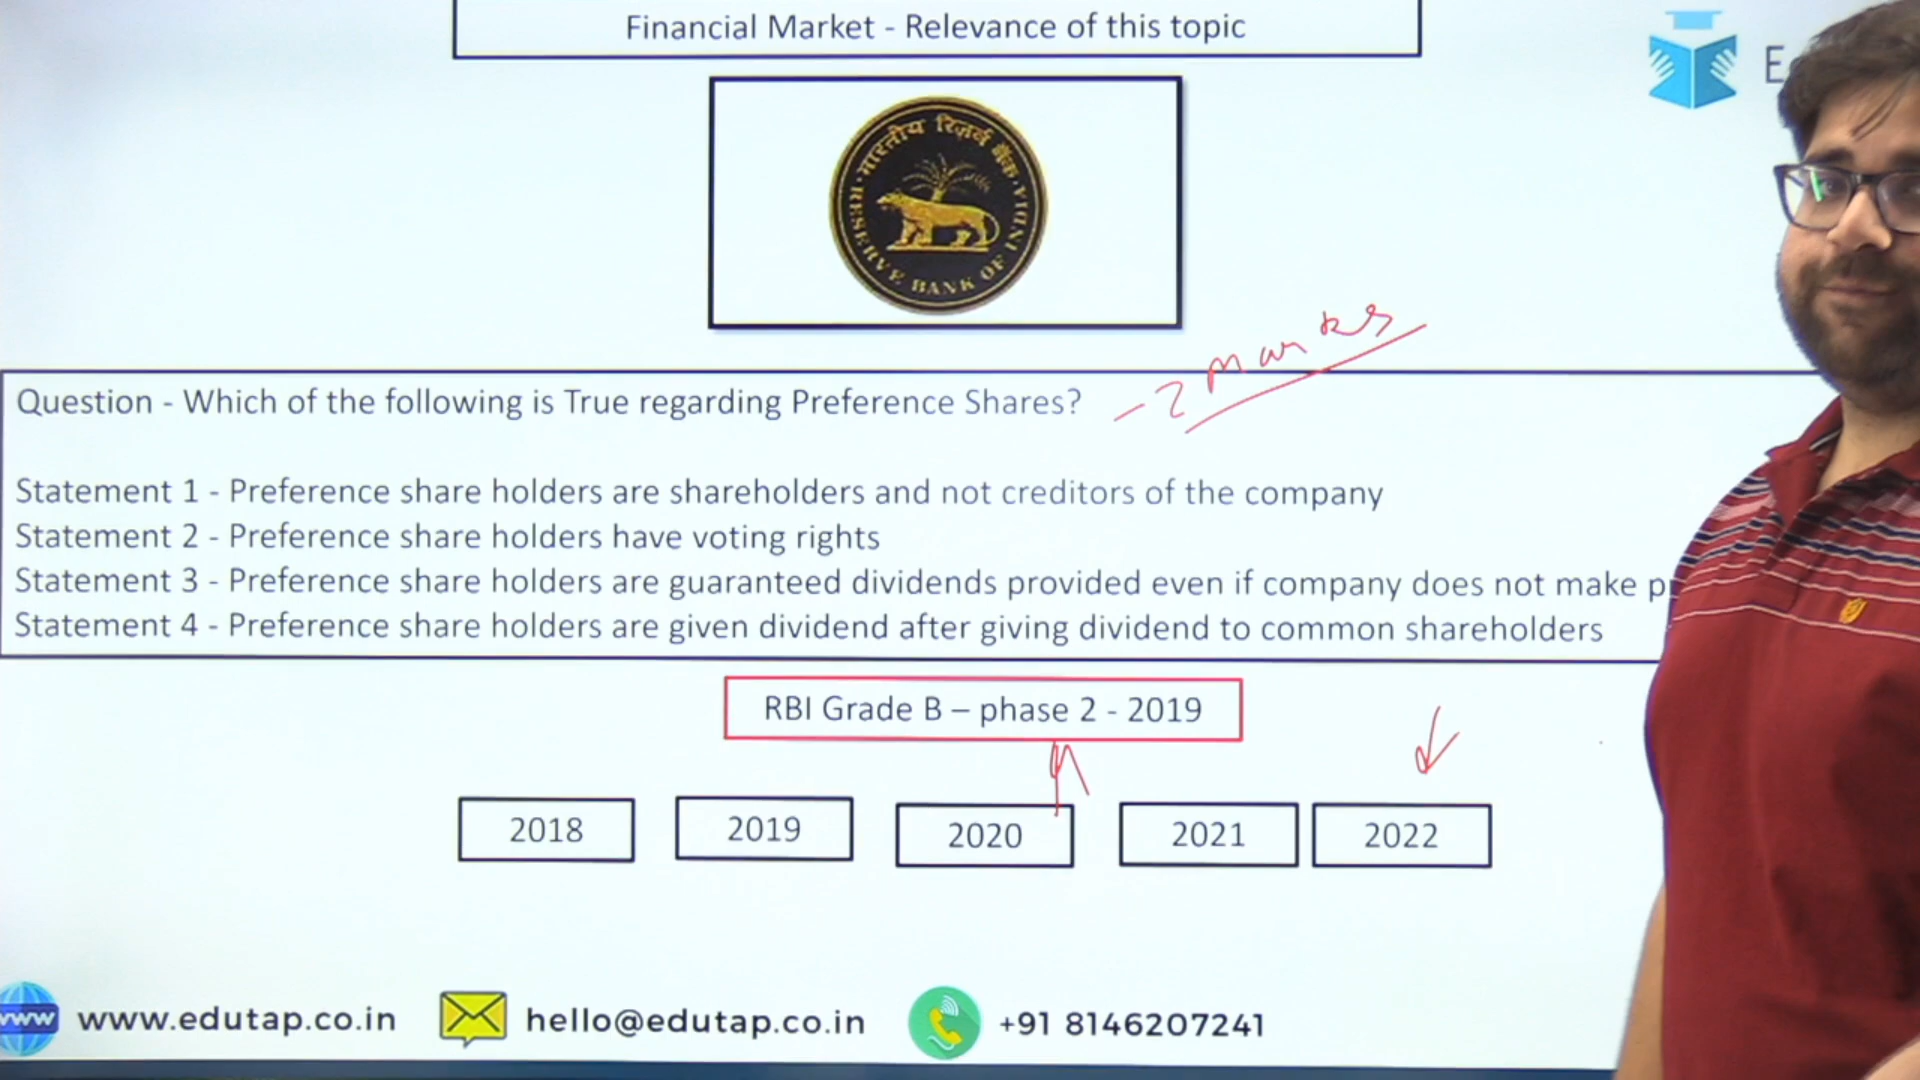 Financial Market - Relevance of this topic
भारतीय रिज़र्व बैंक
RESERVE BANK OF INDIA
Question - Which of the following is True regarding Preference Shares?
- 2 marks
Statement 1 - Preference share holders are shareholders and not creditors of the company
Statement 2 - Preference share holders have voting rights
Statement 3 - Preference share holders are guaranteed dividends provided even if company does not make
Statement 4 - Preference share holders are given dividend after giving dividend to common shareholders
RBI Grade B – phase 2 - 2019
2018 2019 2020 2021 2022
www www.edutap.co.in hello@edutap.co.in +91 8146207241